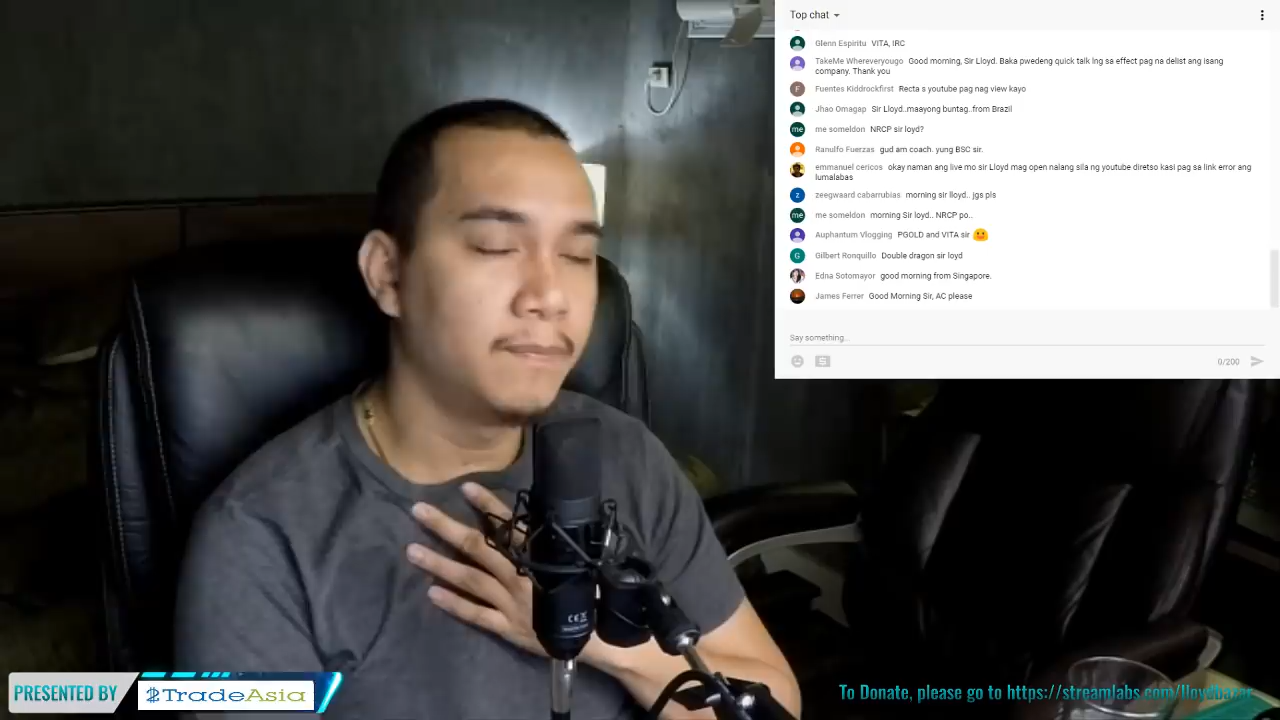 Top chat
Glenn Espiritu VITA, IRC
TakeMe Whereveryougo Good morning, Sir Lloyd. Baka pwedeng quick talk lng sa effect pag na delist ang isang
company. Thank you
F
Fuentes Kiddrockfirst Recta s youtube pag nag view kayo
Jhao Omagap Sir Lloyd..maayong buntag..from Brazil
me
me someldon NRCP sir loyd?
Ranulfo Fuerzas gud am coach. yung BSC sir.
emmanuel cericos okay naman ang live mo sir Lloyd mag open nalang sila ng youtube diretso kasi pag sa link error ang
lumalabas
z
zeegwaard cabarrubias morning sir lloyd.. jgs pls
me
me someldon morning Sir loyd.. NRCP po..
Auphantum Vlogging PGOLD and VITA sir
G
Gilbert Ronquillo Double dragon sir loyd
Edna Sotomayor good morning from Singapore.
James Ferrer Good Morning Sir, AC please
Say something...
0/200
CE
PRESENTED BY
$TradeAsia
To Donate, please go to https://streamlabs.com/lloydbazar